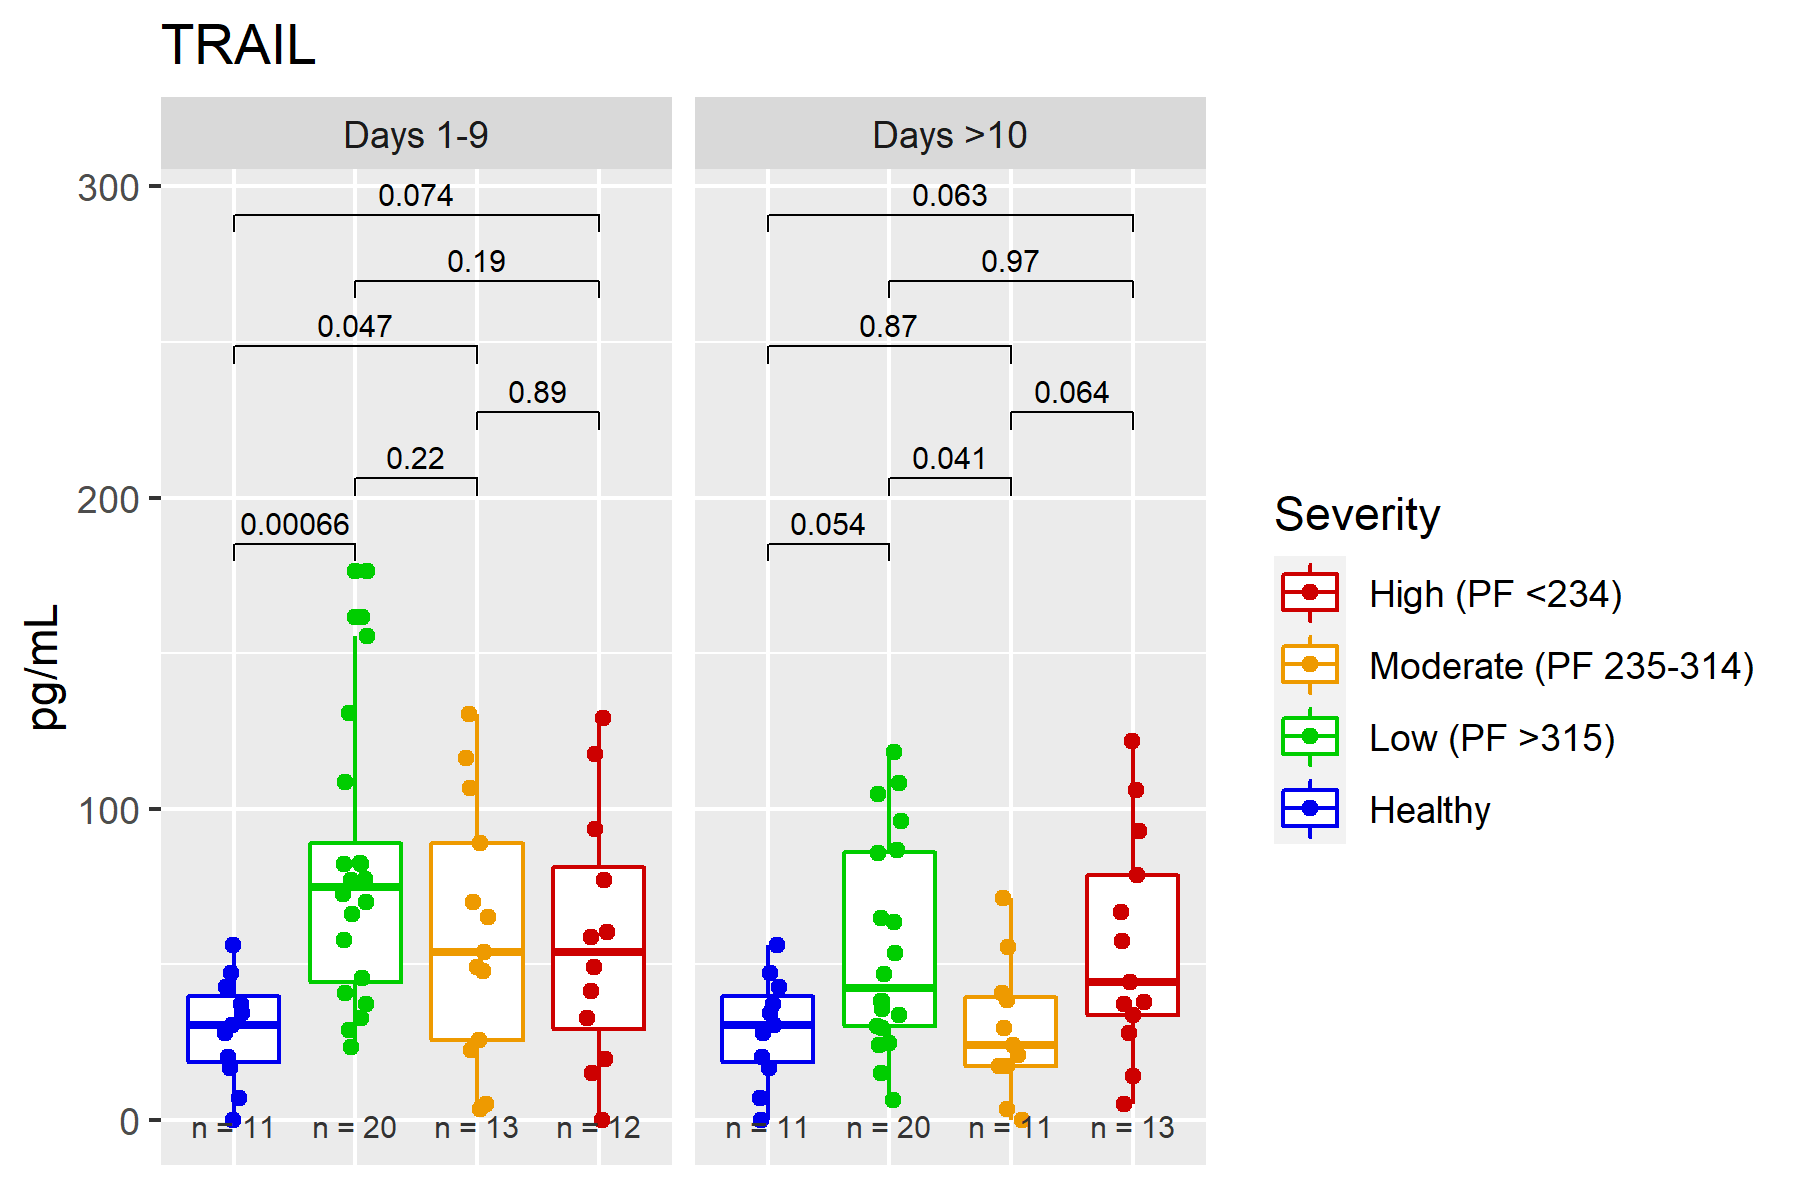 TRAIL
Days 1-9
Days >10
300
200
100
0
pg/mL
0.074
0.19
0.047
0.89
0.22
0.00066
n = 11
n = 20
n = 13
n = 12
0.063
0.97
0.87
0.064
0.041
0.054
n = 11
n = 20
n = 11
n = 13
Severity
High (PF <234)
Moderate (PF 235-314)
Low (PF >315)
Healthy